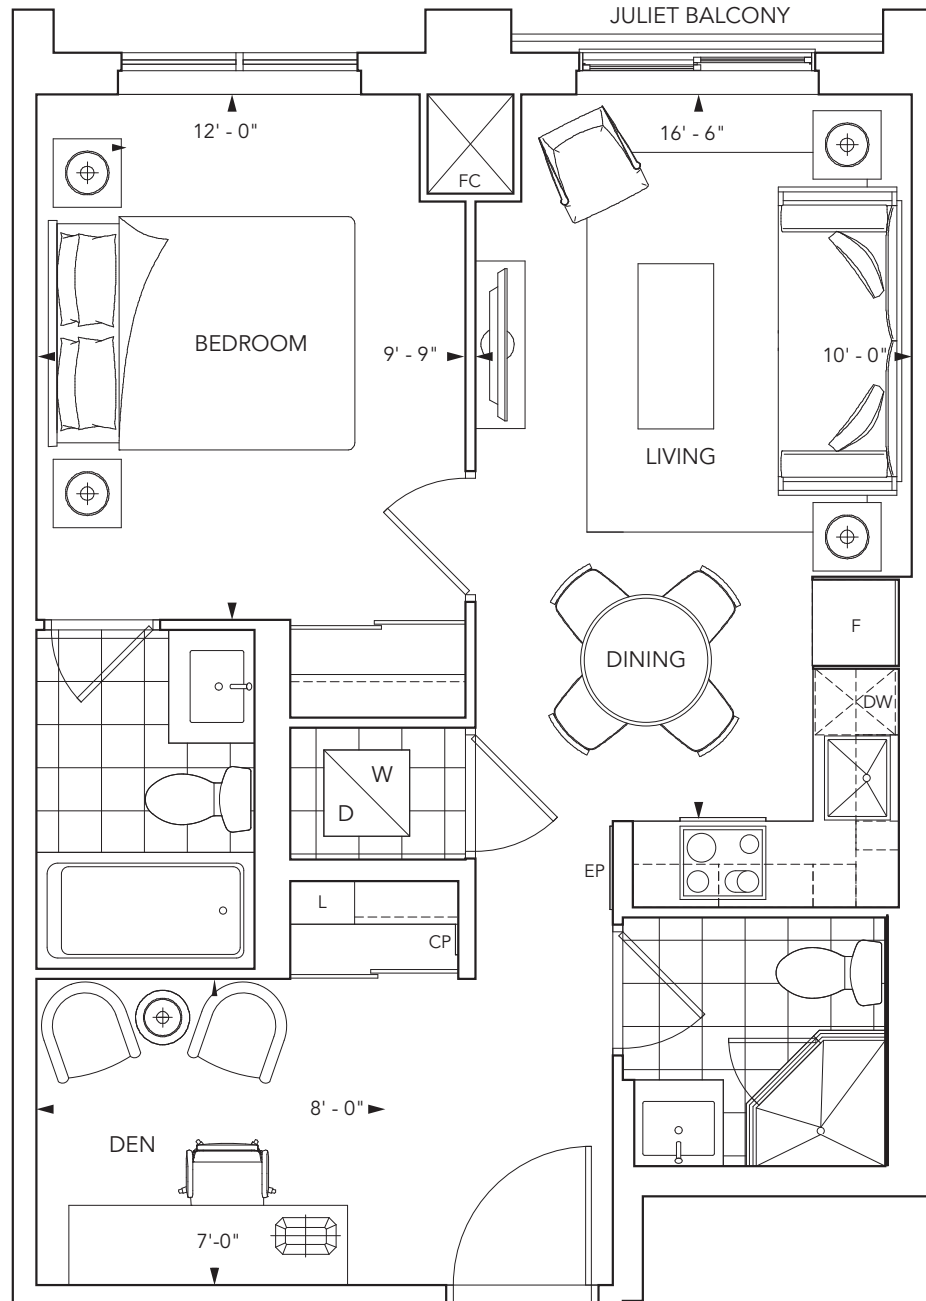 JULIET BALCONY
12' - 0"
16' - 6"
FC
BEDROOM
9' - 9"
10' - 0"
LIVING
F
DINING
DW
W
D
EP
L
CP
8' - 0"
DEN
7'-0"